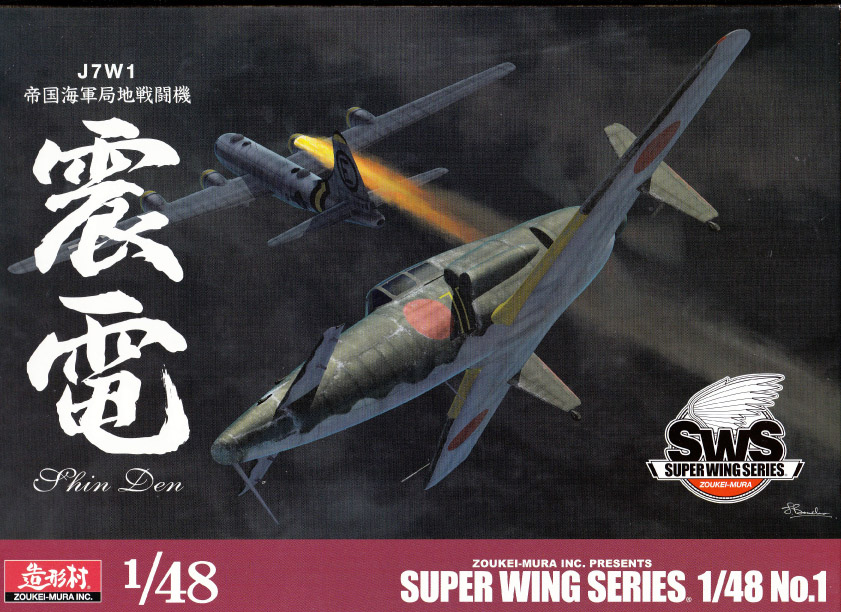 J7W1
帝国海軍局地戦闘機
震電
Shin Den
SWS
SUPER WING SERIES®
ZOUKEI-MURA
造形村
ZOUKEI-MURA INC.
1/48
ZOUKEI-MURA INC. PRESENTS
SUPER WING SERIES® 1/48 No.1